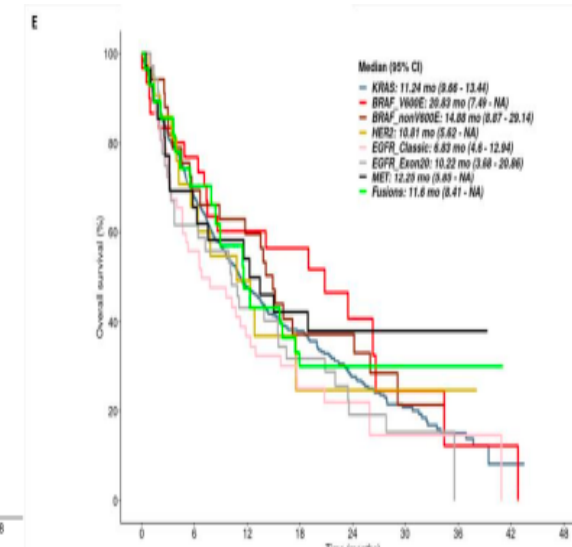 E
Median (95% CI)
KRAS: 11.24 mo (9.66 - 13.44)
BRAF_V600E: 20.83 mo (7.49 - NA)
BRAF_nonV600E: 14.88 mo (8.87 - 29.14)
HER2: 10.81 mo (5.62 - NA)
EGFR_Classic: 6.83 mo (4.6 - 12.94)
EGFR_Exon20: 10.22 mo (3.68 - 20.86)
MET: 12.25 mo (5.85 - NA)
Fusions: 11.6 mo (8.41 - NA)
Overall survival (%)
100
80
60
40
20
0
0 6 12 18 24 30 36 42 48
8